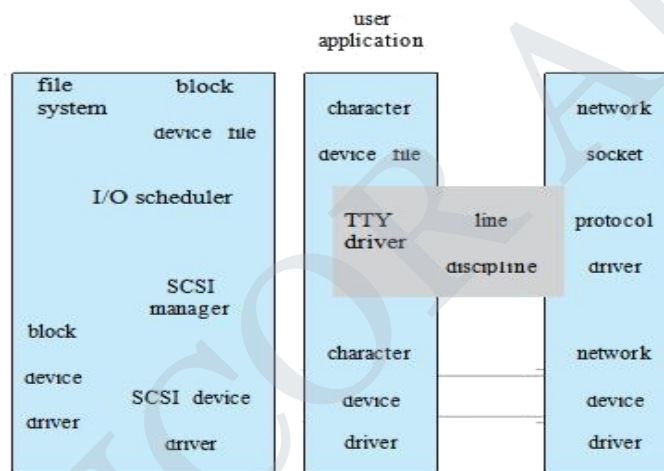 user
application
file
system
block
device file
I/O scheduler
SCSI
manager
block
device
driver
SCSI device
driver
character
device file
TTY
driver
line
discipline
character
device
driver
network
socket
protocol
driver
network
device
driver